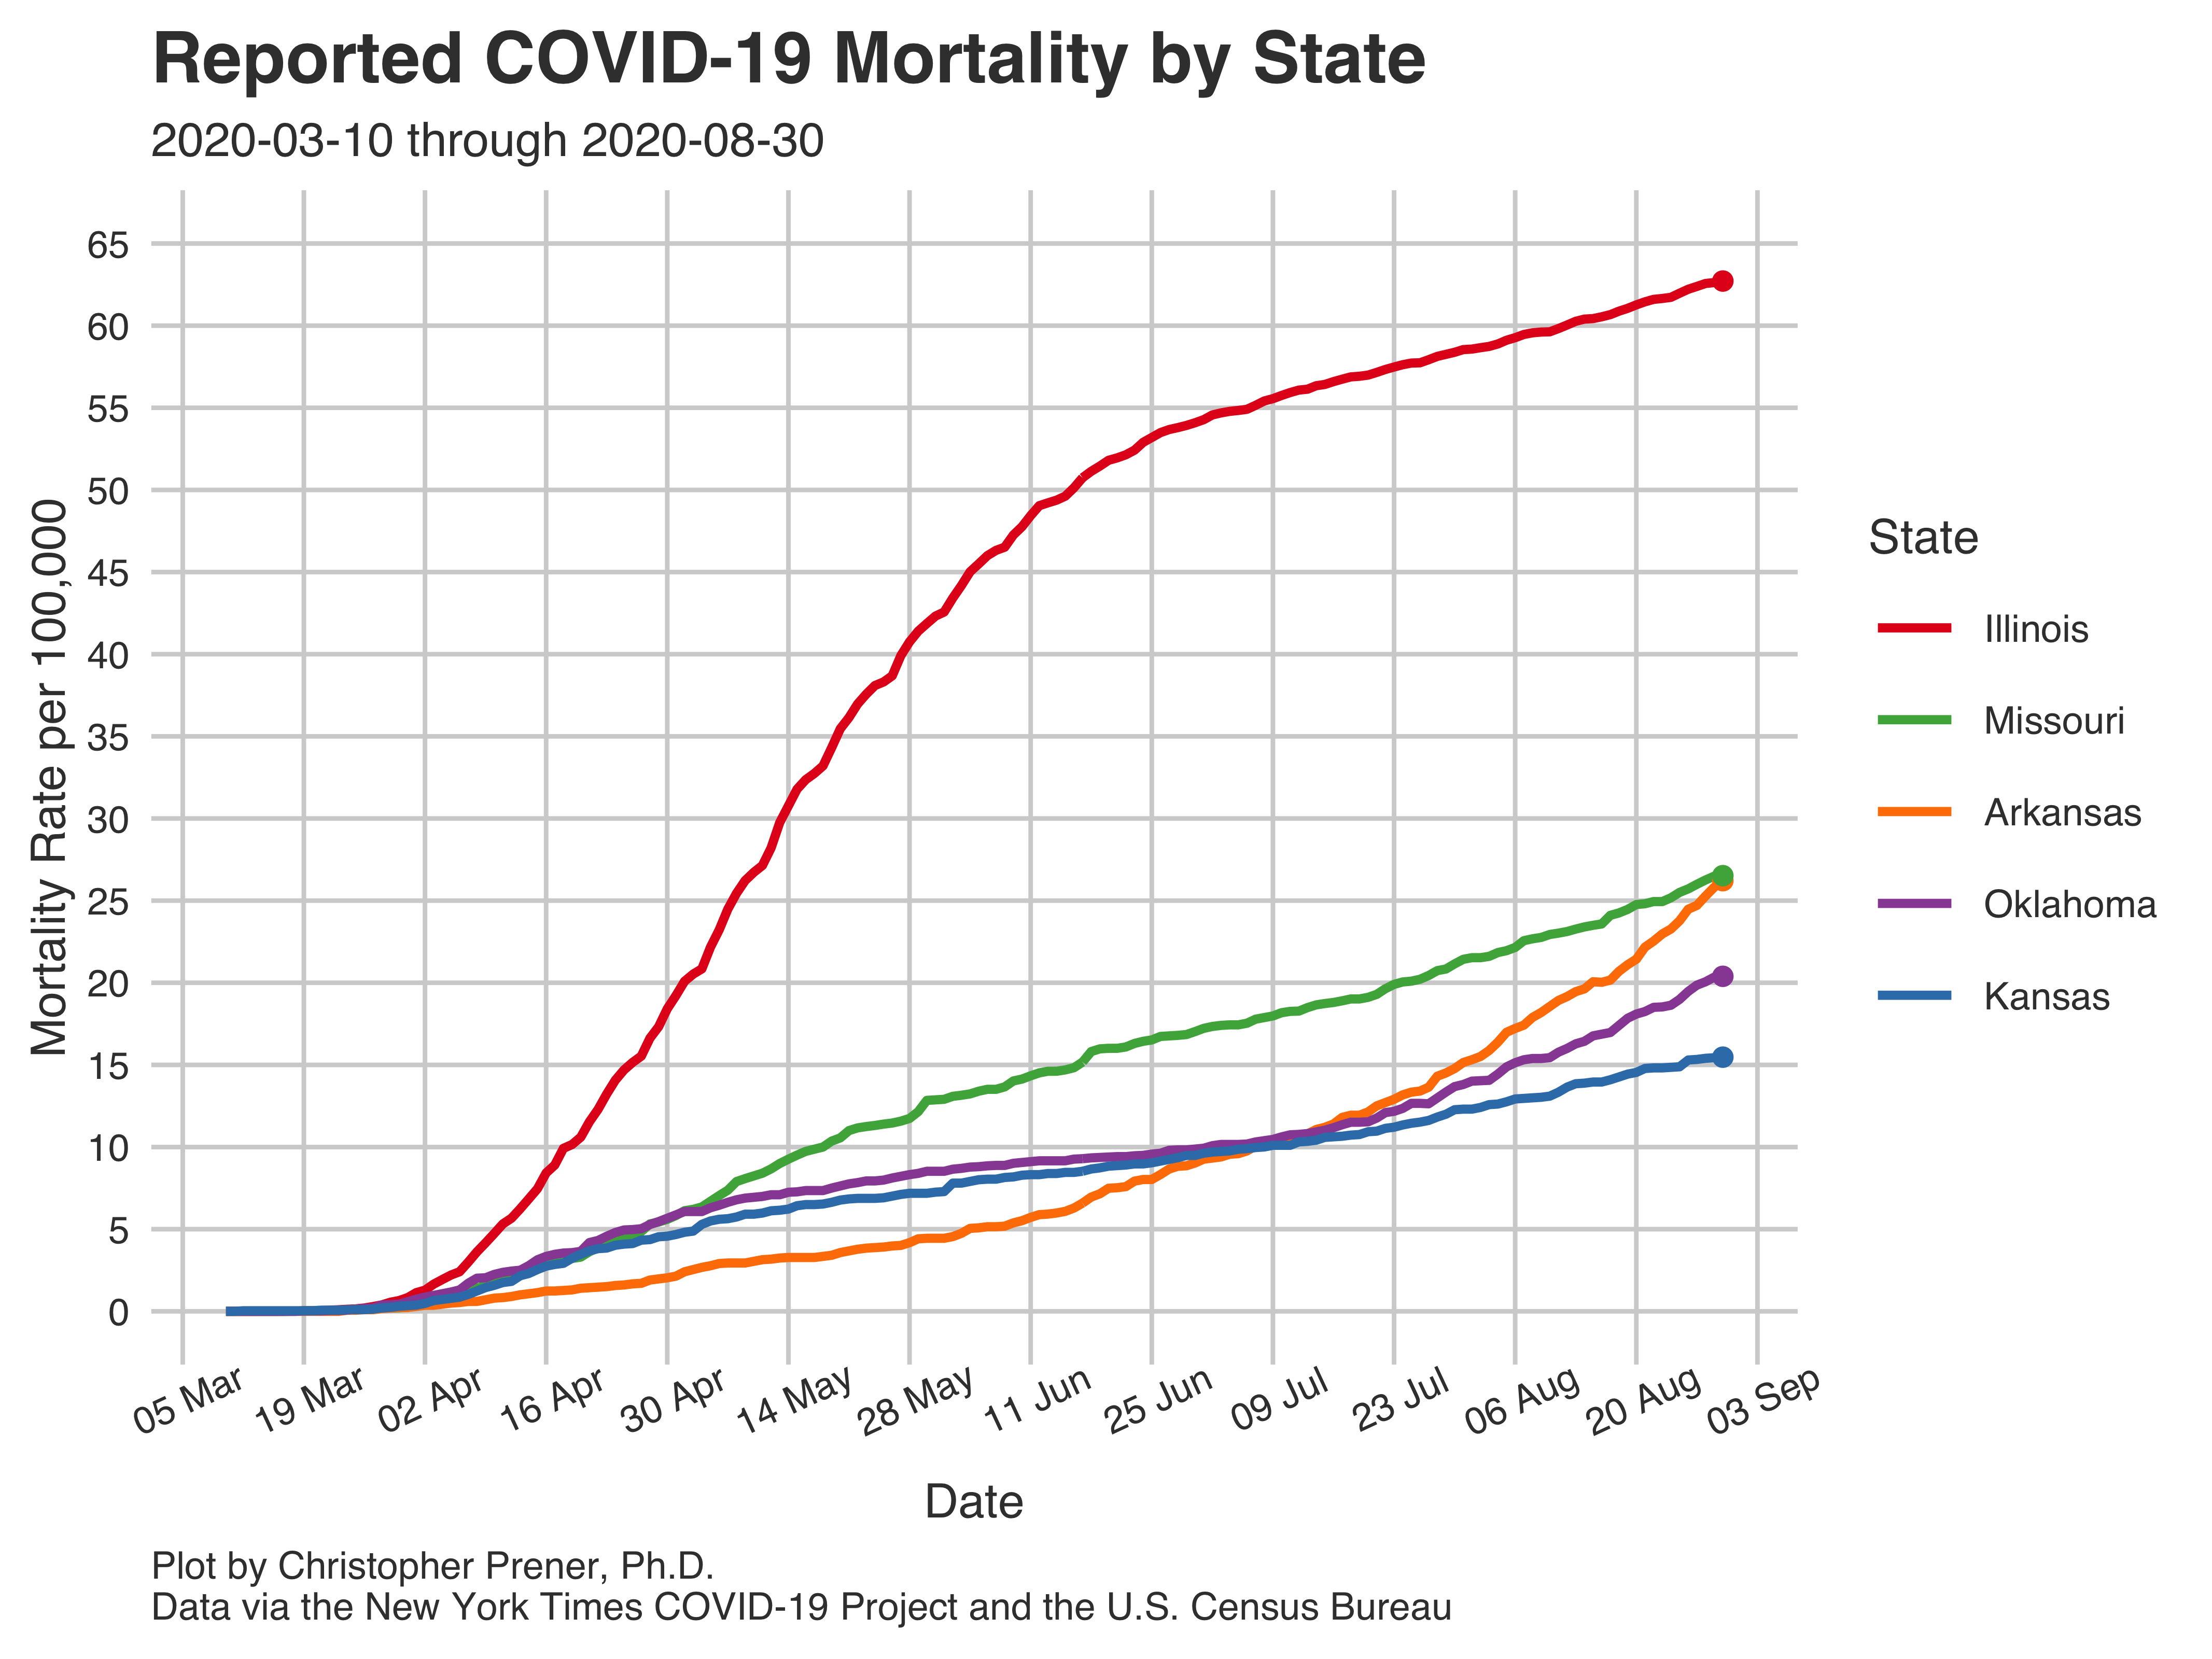 Reported COVID-19 Mortality by State
2020-03-10 through 2020-08-30
Mortality Rate per 100,000
65
60
55
50
45
40
35
30
25
20
15
10
5
0
05 Mar
19 Mar
02 Apr
16 Apr
30 Apr
14 May
28 May
11 Jun
25 Jun
09 Jul
23 Jul
06 Aug
20 Aug
03 Sep
Date
State
Illinois
Missouri
Arkansas
Oklahoma
Kansas
Plot by Christopher Prener, Ph.D.
Data via the New York Times COVID-19 Project and the U.S. Census Bureau